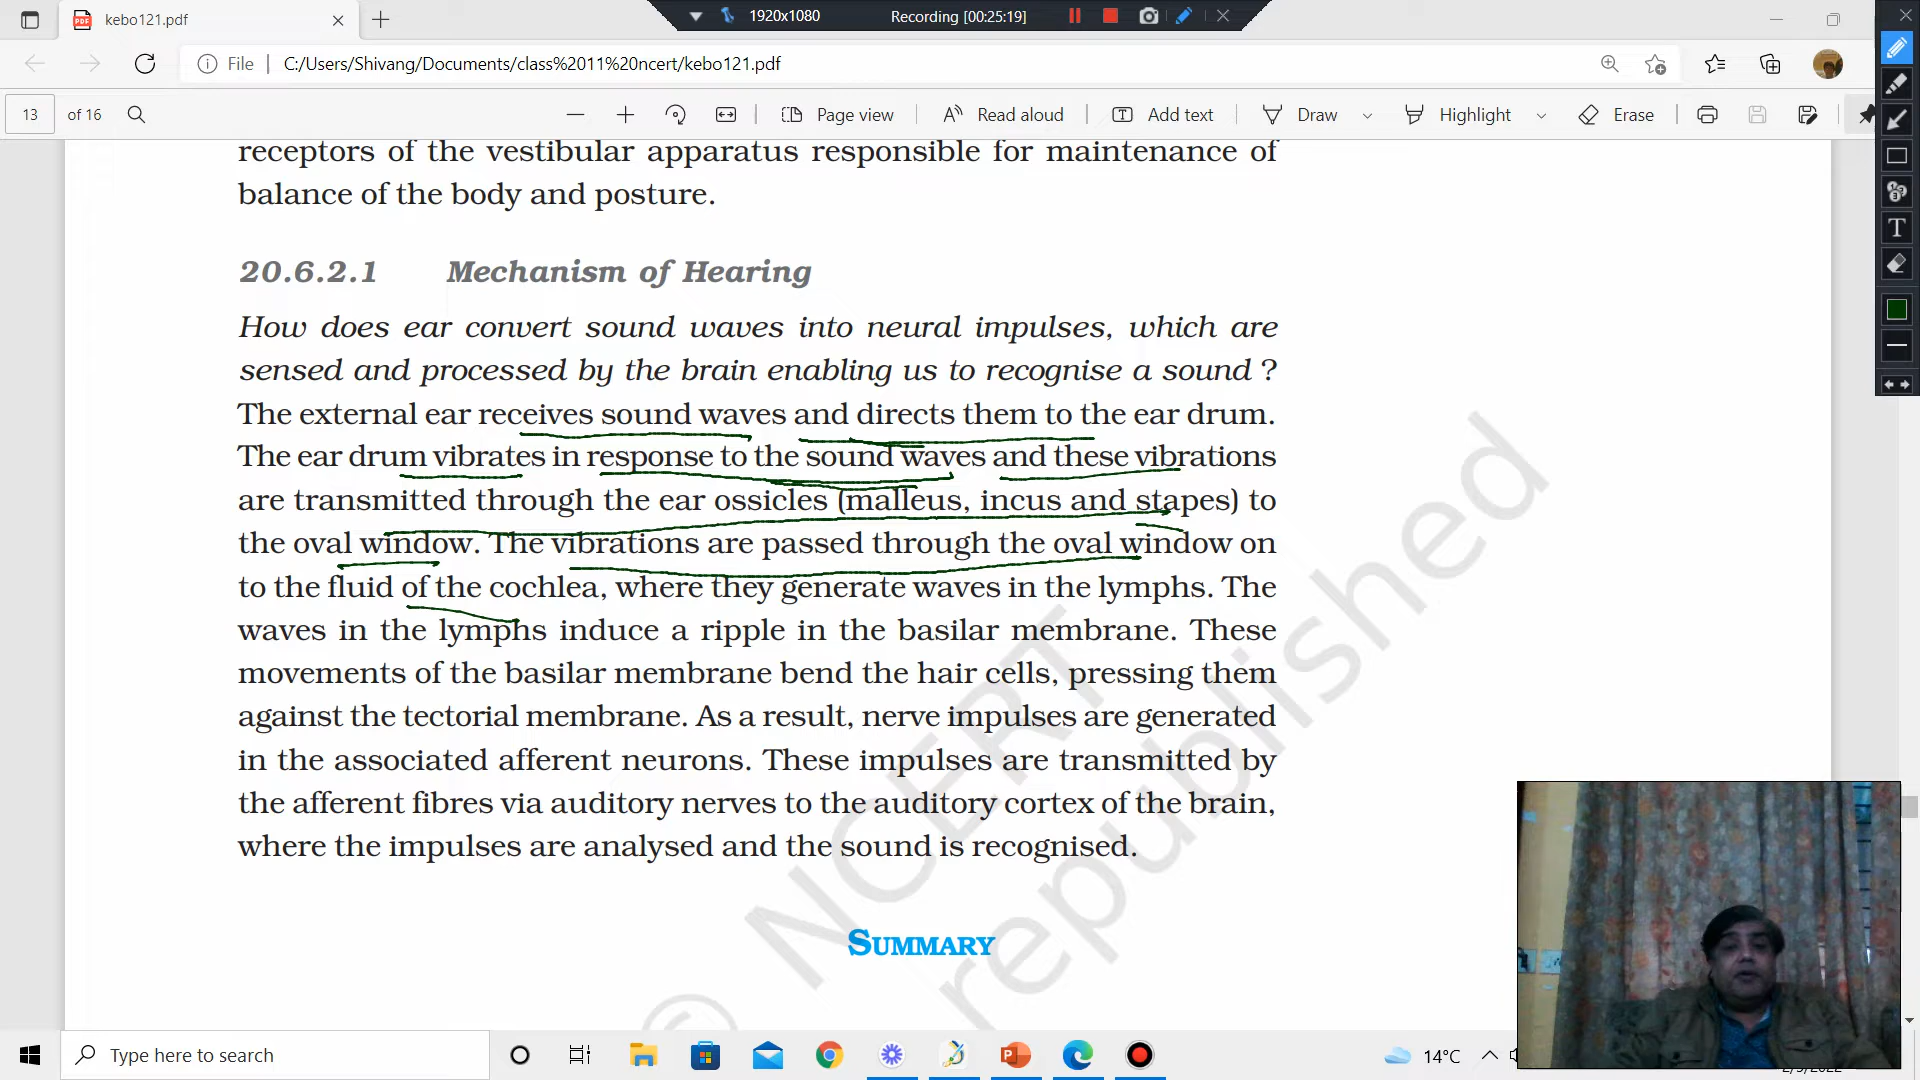 kebo121.pdf
1920x1080
Recording [00:25:19]
File
C:/Users/Shivang/Documents/class%2011%20ncert/kebo121.pdf
13 of 16
Page view
Read aloud
Add text
Draw
Highlight
Erase
receptors of the vestibular apparatus responsible for maintenance of
balance of the body and posture.
20.6.2.1 Mechanism of Hearing
How does ear convert sound waves into neural impulses, which are
sensed and processed by the brain enabling us to recognise a sound ?
The external ear receives sound waves and directs them to the ear drum.
The ear drum vibrates in response to the sound waves and these vibrations
are transmitted through the ear ossicles (malleus, incus and stapes) to
the oval window. The vibrations are passed through the oval window on
to the fluid of the cochlea, where they generate waves in the lymphs. The
waves in the lymphs induce a ripple in the basilar membrane. These
movements of the basilar membrane bend the hair cells, pressing them
against the tectorial membrane. As a result, nerve impulses are generated
in the associated afferent neurons. These impulses are transmitted by
the afferent fibres via auditory nerves to the auditory cortex of the brain,
where the impulses are analysed and the sound is recognised.
© NCERT
republished
SUMMARY
Type here to search
14°C